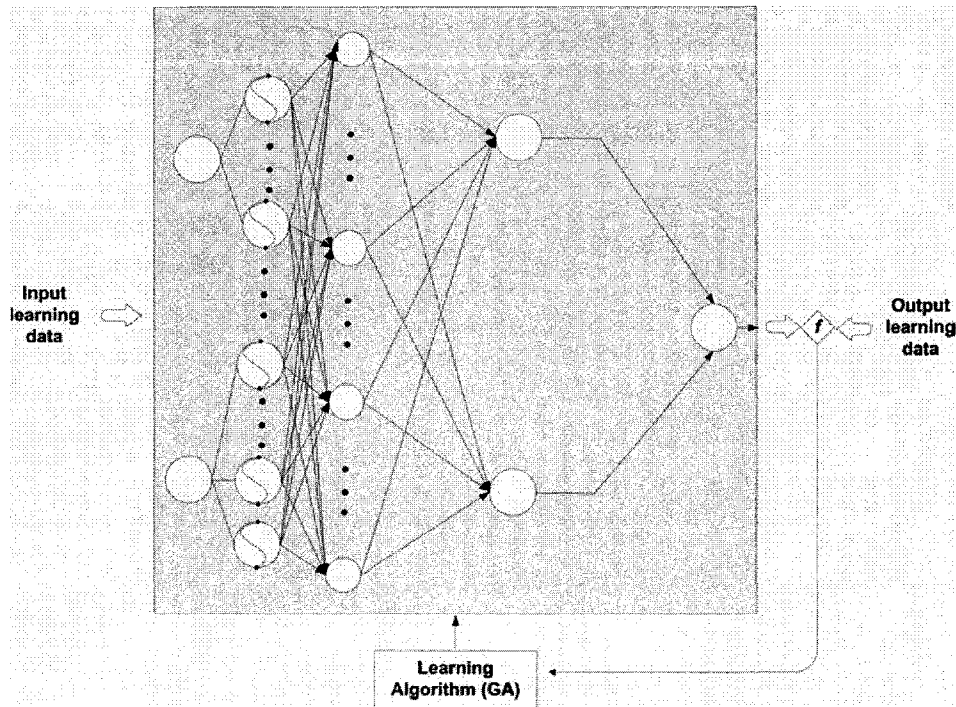 Input
learning
data
f
Output
learning
data
Learning
Algorithm (GA)